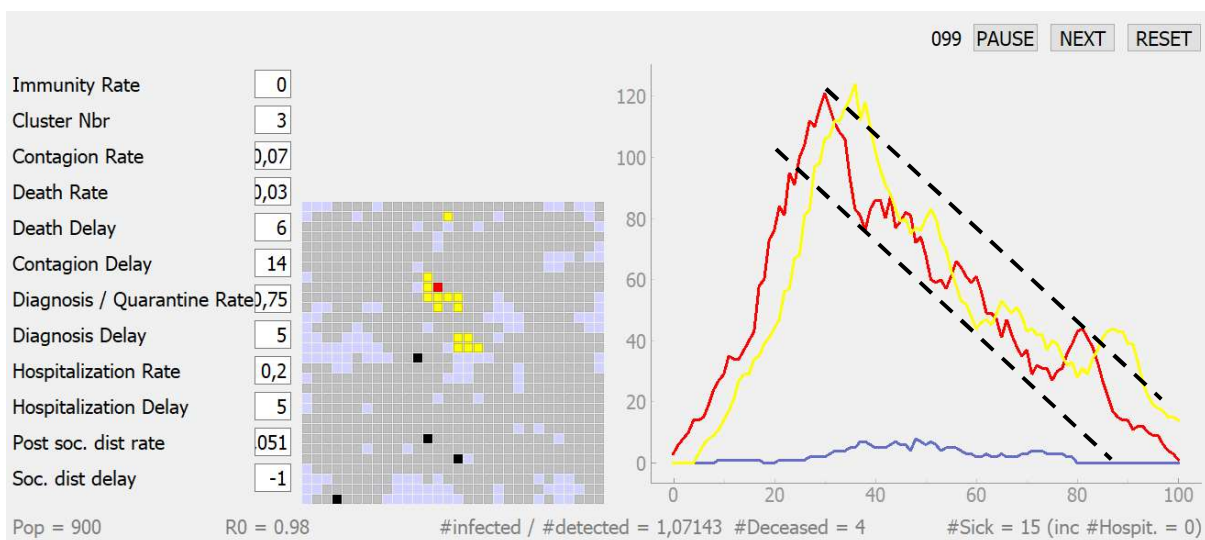 099 PAUSE NEXT RESET
Immunity Rate 0
Cluster Nbr 3
Contagion Rate 0,07
Death Rate 0,03
Death Delay 6
Contagion Delay 14
Diagnosis / Quarantine Rate 0,75
Diagnosis Delay 5
Hospitalization Rate 0,2
Hospitalization Delay 5
Post soc. dist rate .051
Soc. dist delay -1
120
100
80
60
40
20
0
0 20 40 60 80 100
Pop = 900 R0 = 0.98 #infected / #detected = 1,07143 #Deceased = 4 #Sick = 15 (inc #Hospit. = 0)